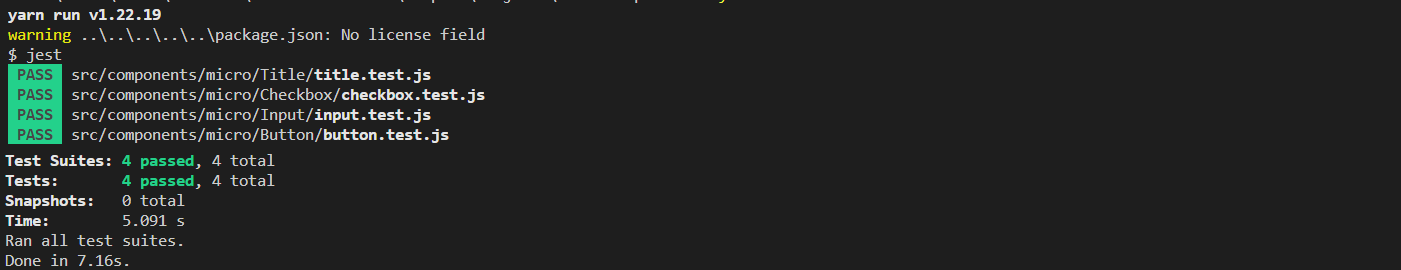 yarn run v1.22.19
warning ..\..\..\..\..\package.json: No license field
$ jest
PASS src/components/micro/Title/title.test.js
PASS src/components/micro/Checkbox/checkbox.test.js
PASS src/components/micro/Input/input.test.js
PASS src/components/micro/Button/button.test.js
Test Suites: 4 passed, 4 total
Tests: 4 passed, 4 total
Snapshots: 0 total
Time: 5.091 s
Ran all test suites.
Done in 7.16s.